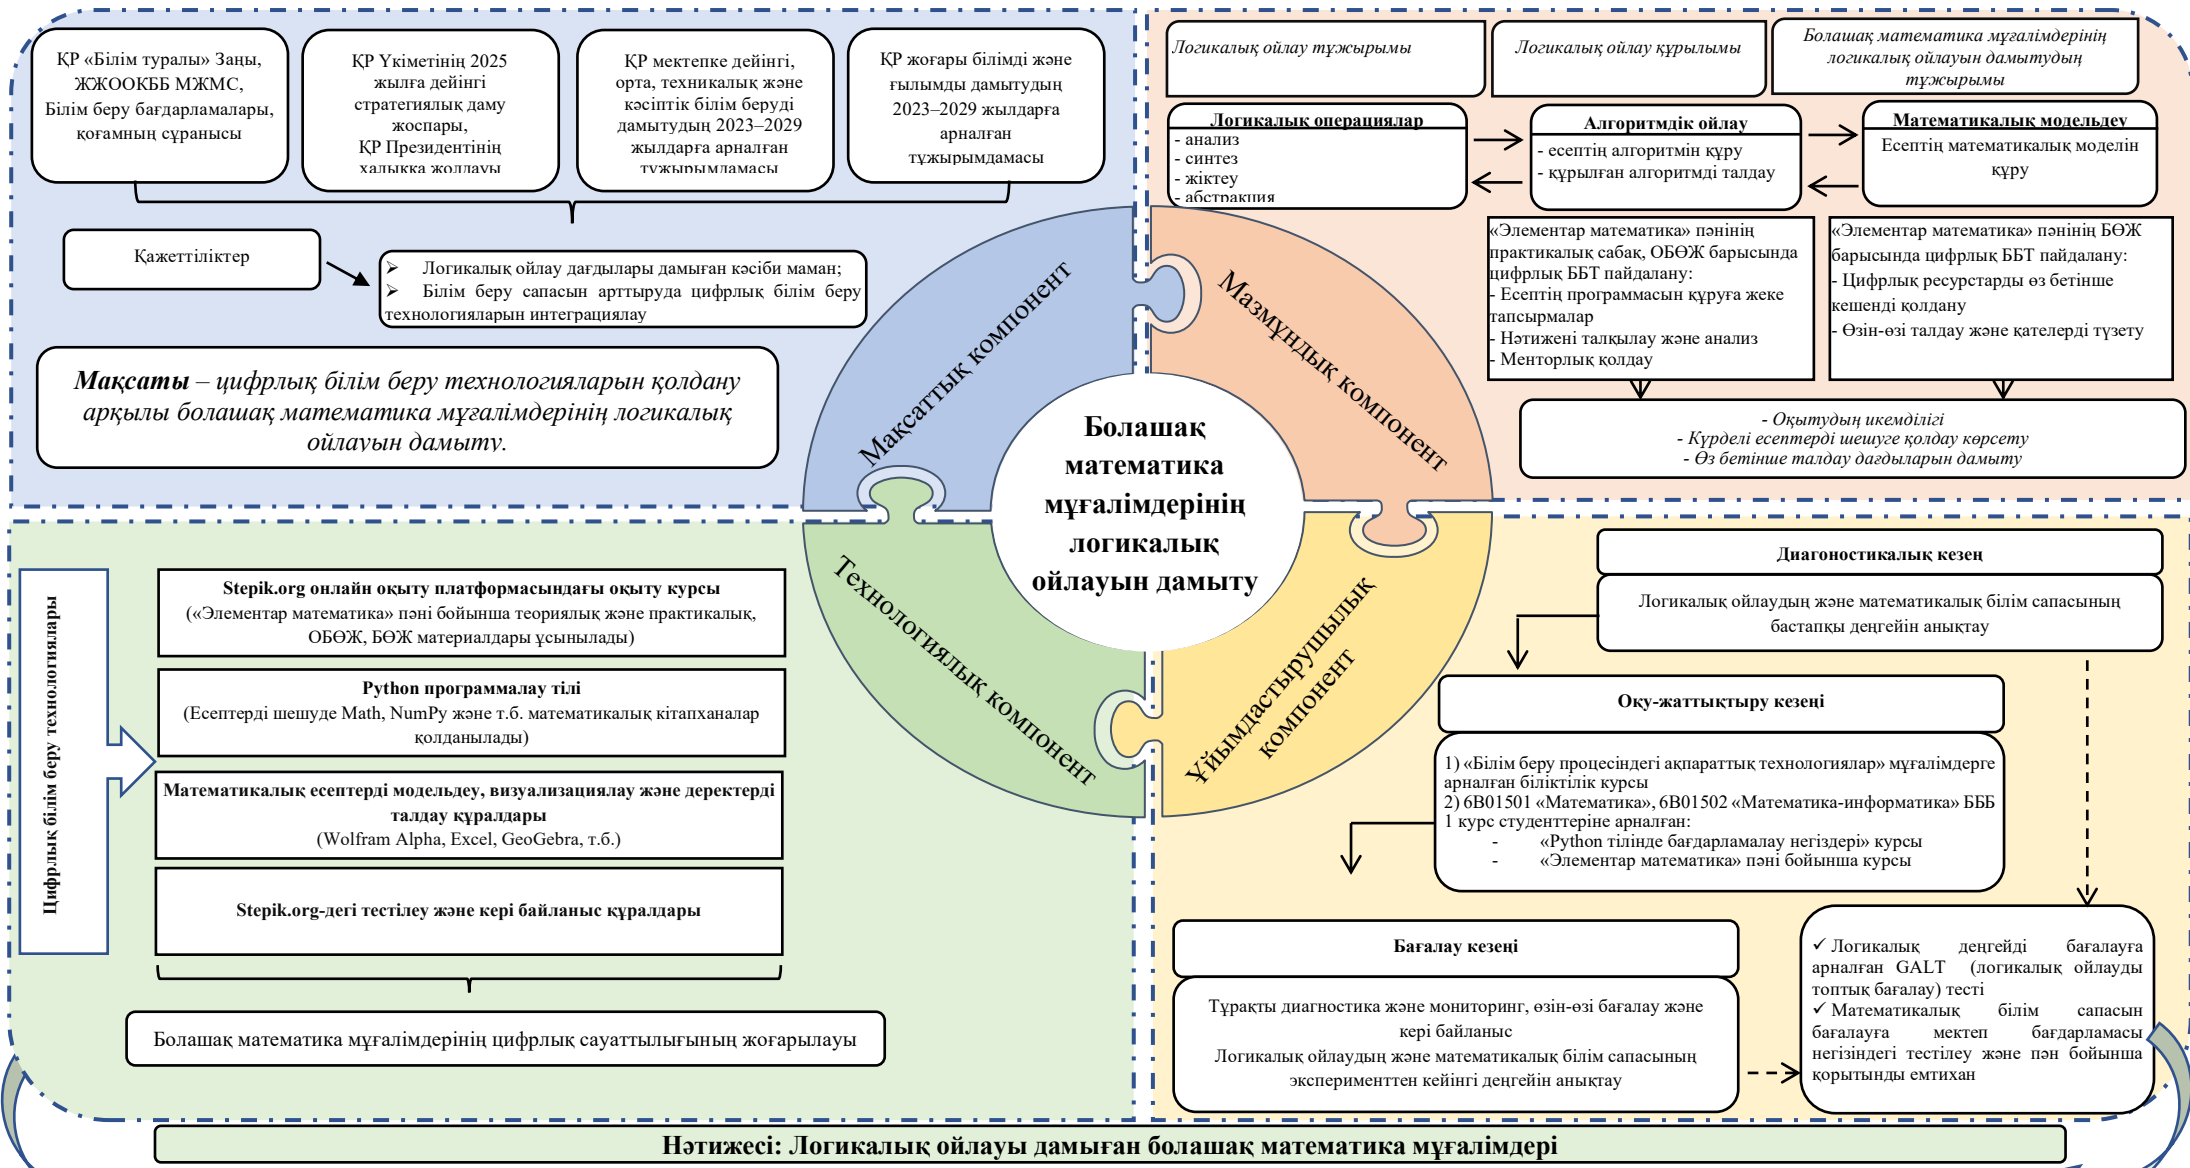 ҚР «Білім туралы» Заңы,
ЖЖООКББ МЖМС,
Білім беру бағдарламалары,
қоғамның сұранысы
ҚР Үкіметінің 2025
жылға дейінгі
стратегиялық даму
жоспары,
ҚР Президентінің
халыққа жолдауы
ҚР мектепке дейінгі,
орта, техникалық және
кәсіптік білім беруді
дамытудың 2023–2029
жылдарға арналған
тұжырымдамасы
ҚР жоғары білімді және
ғылымды дамытудың
2023–2029 жылдарға
арналған
тұжырымдамасы
Қажеттіліктер
➢ Логикалық ойлау дағдылары дамыған кәсіби маман;
➢ Білім беру сапасын арттыруда цифрлық білім беру
технологияларын интеграциялау
Мақсаты – цифрлық білім беру технологияларын қолдану
арқылы болашақ математика мұғалімдерінің логикалық
ойлауын дамыту.
Логикалық ойлау тұжырымы
Логикалық ойлау құрылымы
Болашақ математика мұғалімдерінің
логикалық ойлауын дамытудың
тұжырымы
Логикалық операциялар
- анализ
- синтез
- жіктеу
- абстракция
Алгоритмдік ойлау
- есептің алгоритмін құру
- құрылған алгоритмді талдау
Математикалық модельдеу
Есептің математикалық моделін
құру
«Элементар математика» пәнінің
практикалық сабақ, ОБӨЖ барысында
цифрлық ББТ пайдалану:
- Есептің программасын құруға жеке
тапсырмалар
- Нәтижені талқылау және анализ
- Менторлық қолдау
«Элементар математика» пәнінің БӨЖ
барысында цифрлық ББТ пайдалану:
- Цифрлық ресурстарды өз бетінше
кешенді қолдану
- Өзін-өзі талдау және қателерді түзету
- Оқытудың икемділігі
- Күрделі есептерді шешуге қолдау көрсету
- Өз бетінше талдау дағдыларын дамыту
Мақсаттық компонент
Мазмұндық компонент
Болашақ
математика
мұғалімдерінің
логикалық
ойлауын дамыту
Технологиялық компонент
Ұйымдастырушылық
компонент
Цифрлық білім беру технологиялары
Stepik.org онлайн оқыту платформасындағы оқыту курсы
(«Элементар математика» пәні бойынша теориялық және практикалық,
ОБӨЖ, БӨЖ материалдары ұсынылады)
Python программалау тілі
(Есептерді шешуде Math, NumPy және т.б. математикалық кітапханалар
қолданылады)
Математикалық есептерді модельдеу, визуализациялау және деректерді
талдау құралдары
(Wolfram Alpha, Excel, GeoGebra, т.б.)
Stepik.org-дегі тестілеу және кері байланыс құралдары
Болашақ математика мұғалімдерінің цифрлық сауаттылығының жоғарылауы
Диагоностикалық кезең
Логикалық ойлаудың және математикалық білім сапасының
бастапқы деңгейін анықтау
Оқу-жаттықтыру кезеңі
1) «Білім беру процесіндегі ақпараттық технологиялар» мұғалімдерге
арналған біліктілік курсы
2) 6В01501 «Математика», 6В01502 «Математика-информатика» БББ
1 курс студенттеріне арналған:
- «Python тілінде бағдарламалау негіздері» курсы
- «Элементар математика» пәні бойынша курсы
Бағалау кезеңі
Тұрақты диагностика және мониторинг, өзін-өзі бағалау және
кері байланыс
Логикалық ойлаудың және математикалық білім сапасының
эксперименттен кейінгі деңгейін анықтау
✓ Логикалық деңгейді бағалауға
арналған GALT (логикалық ойлауды
топтық бағалау) тесті
✓ Математикалық білім сапасын
бағалауға мектеп бағдарламасы
негізіндегі тестілеу және пән бойынша
қорытынды емтихан
Нәтижесі: Логикалық ойлауы дамыған болашақ математика мұғалімдері